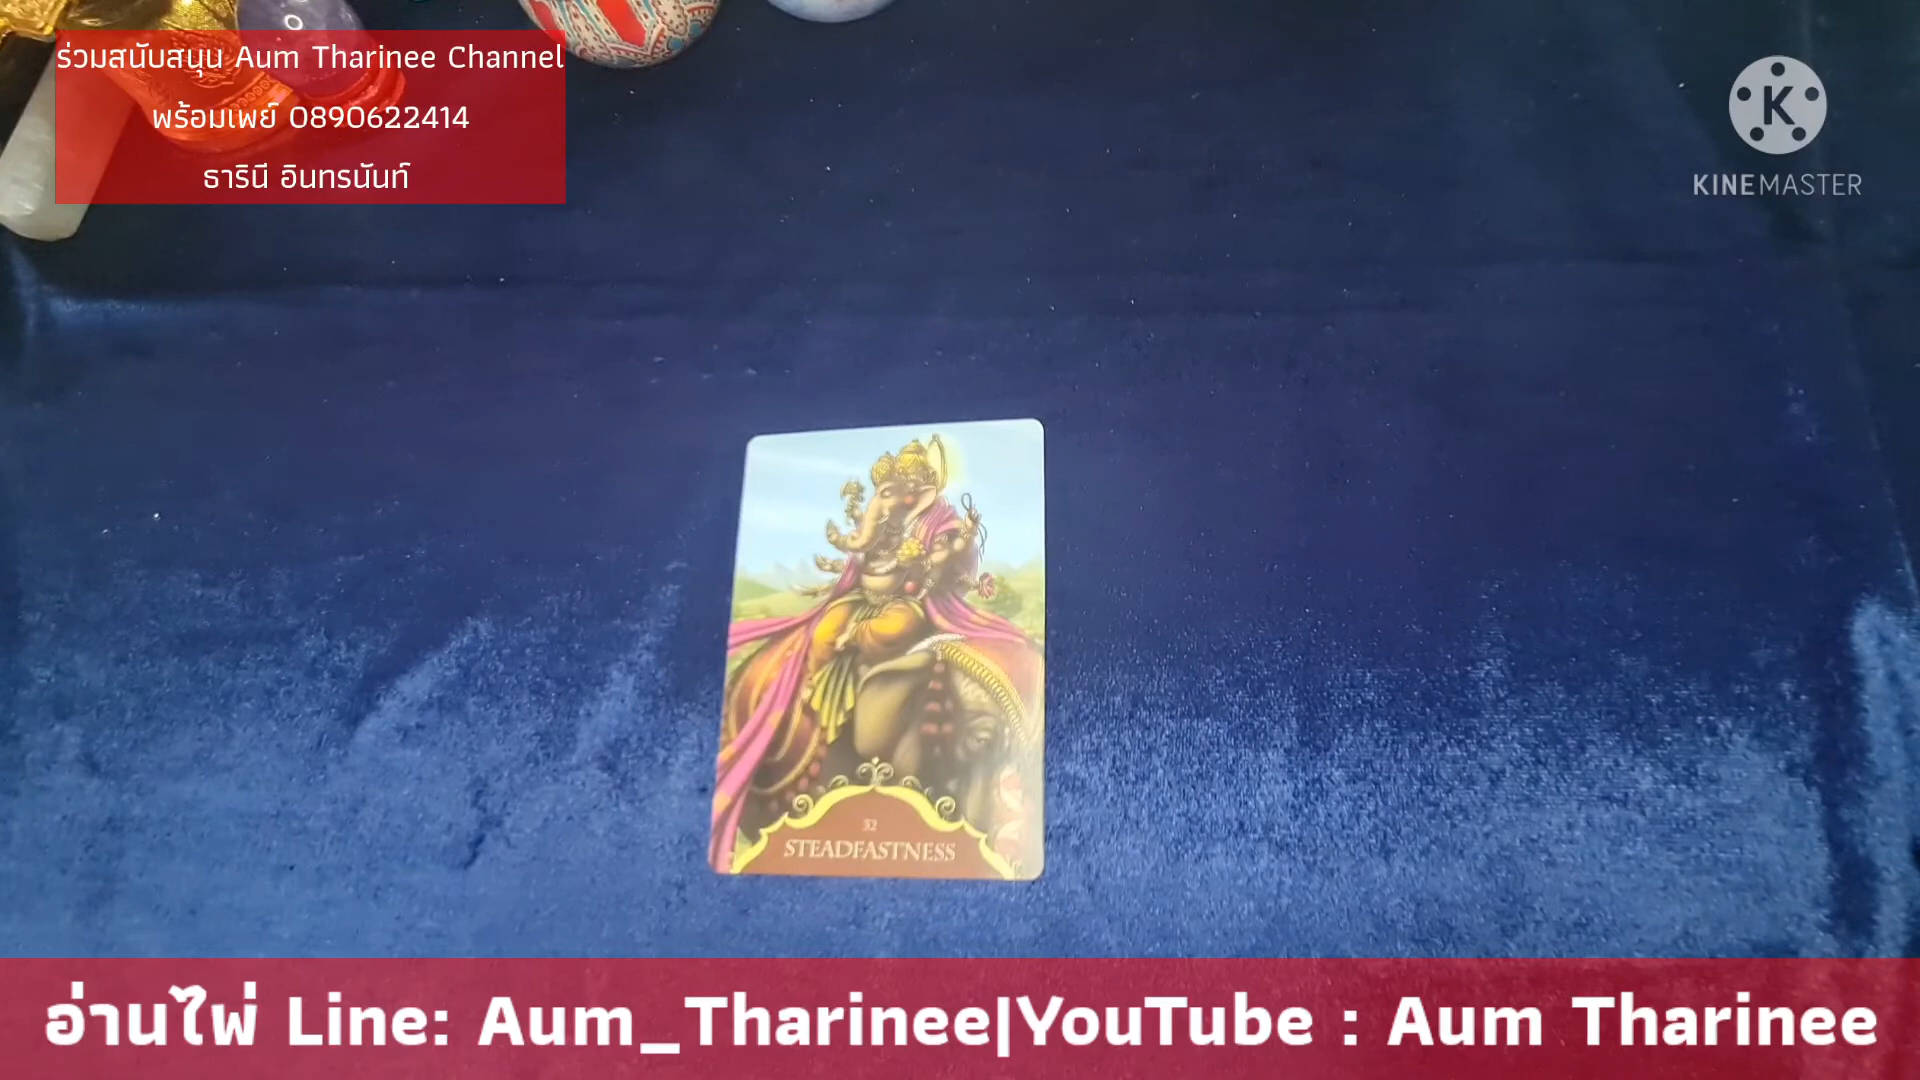 ร่วมสนับสนุน Aum Tharinee Channel
พร้อมเพย์ 0890622414
ธารินี อินทรนันท์
K
KINEMASTER
52
STEADFASTNESS
อ่านไพ่ Line: Aum_Tharinee|YouTube : Aum Tharinee